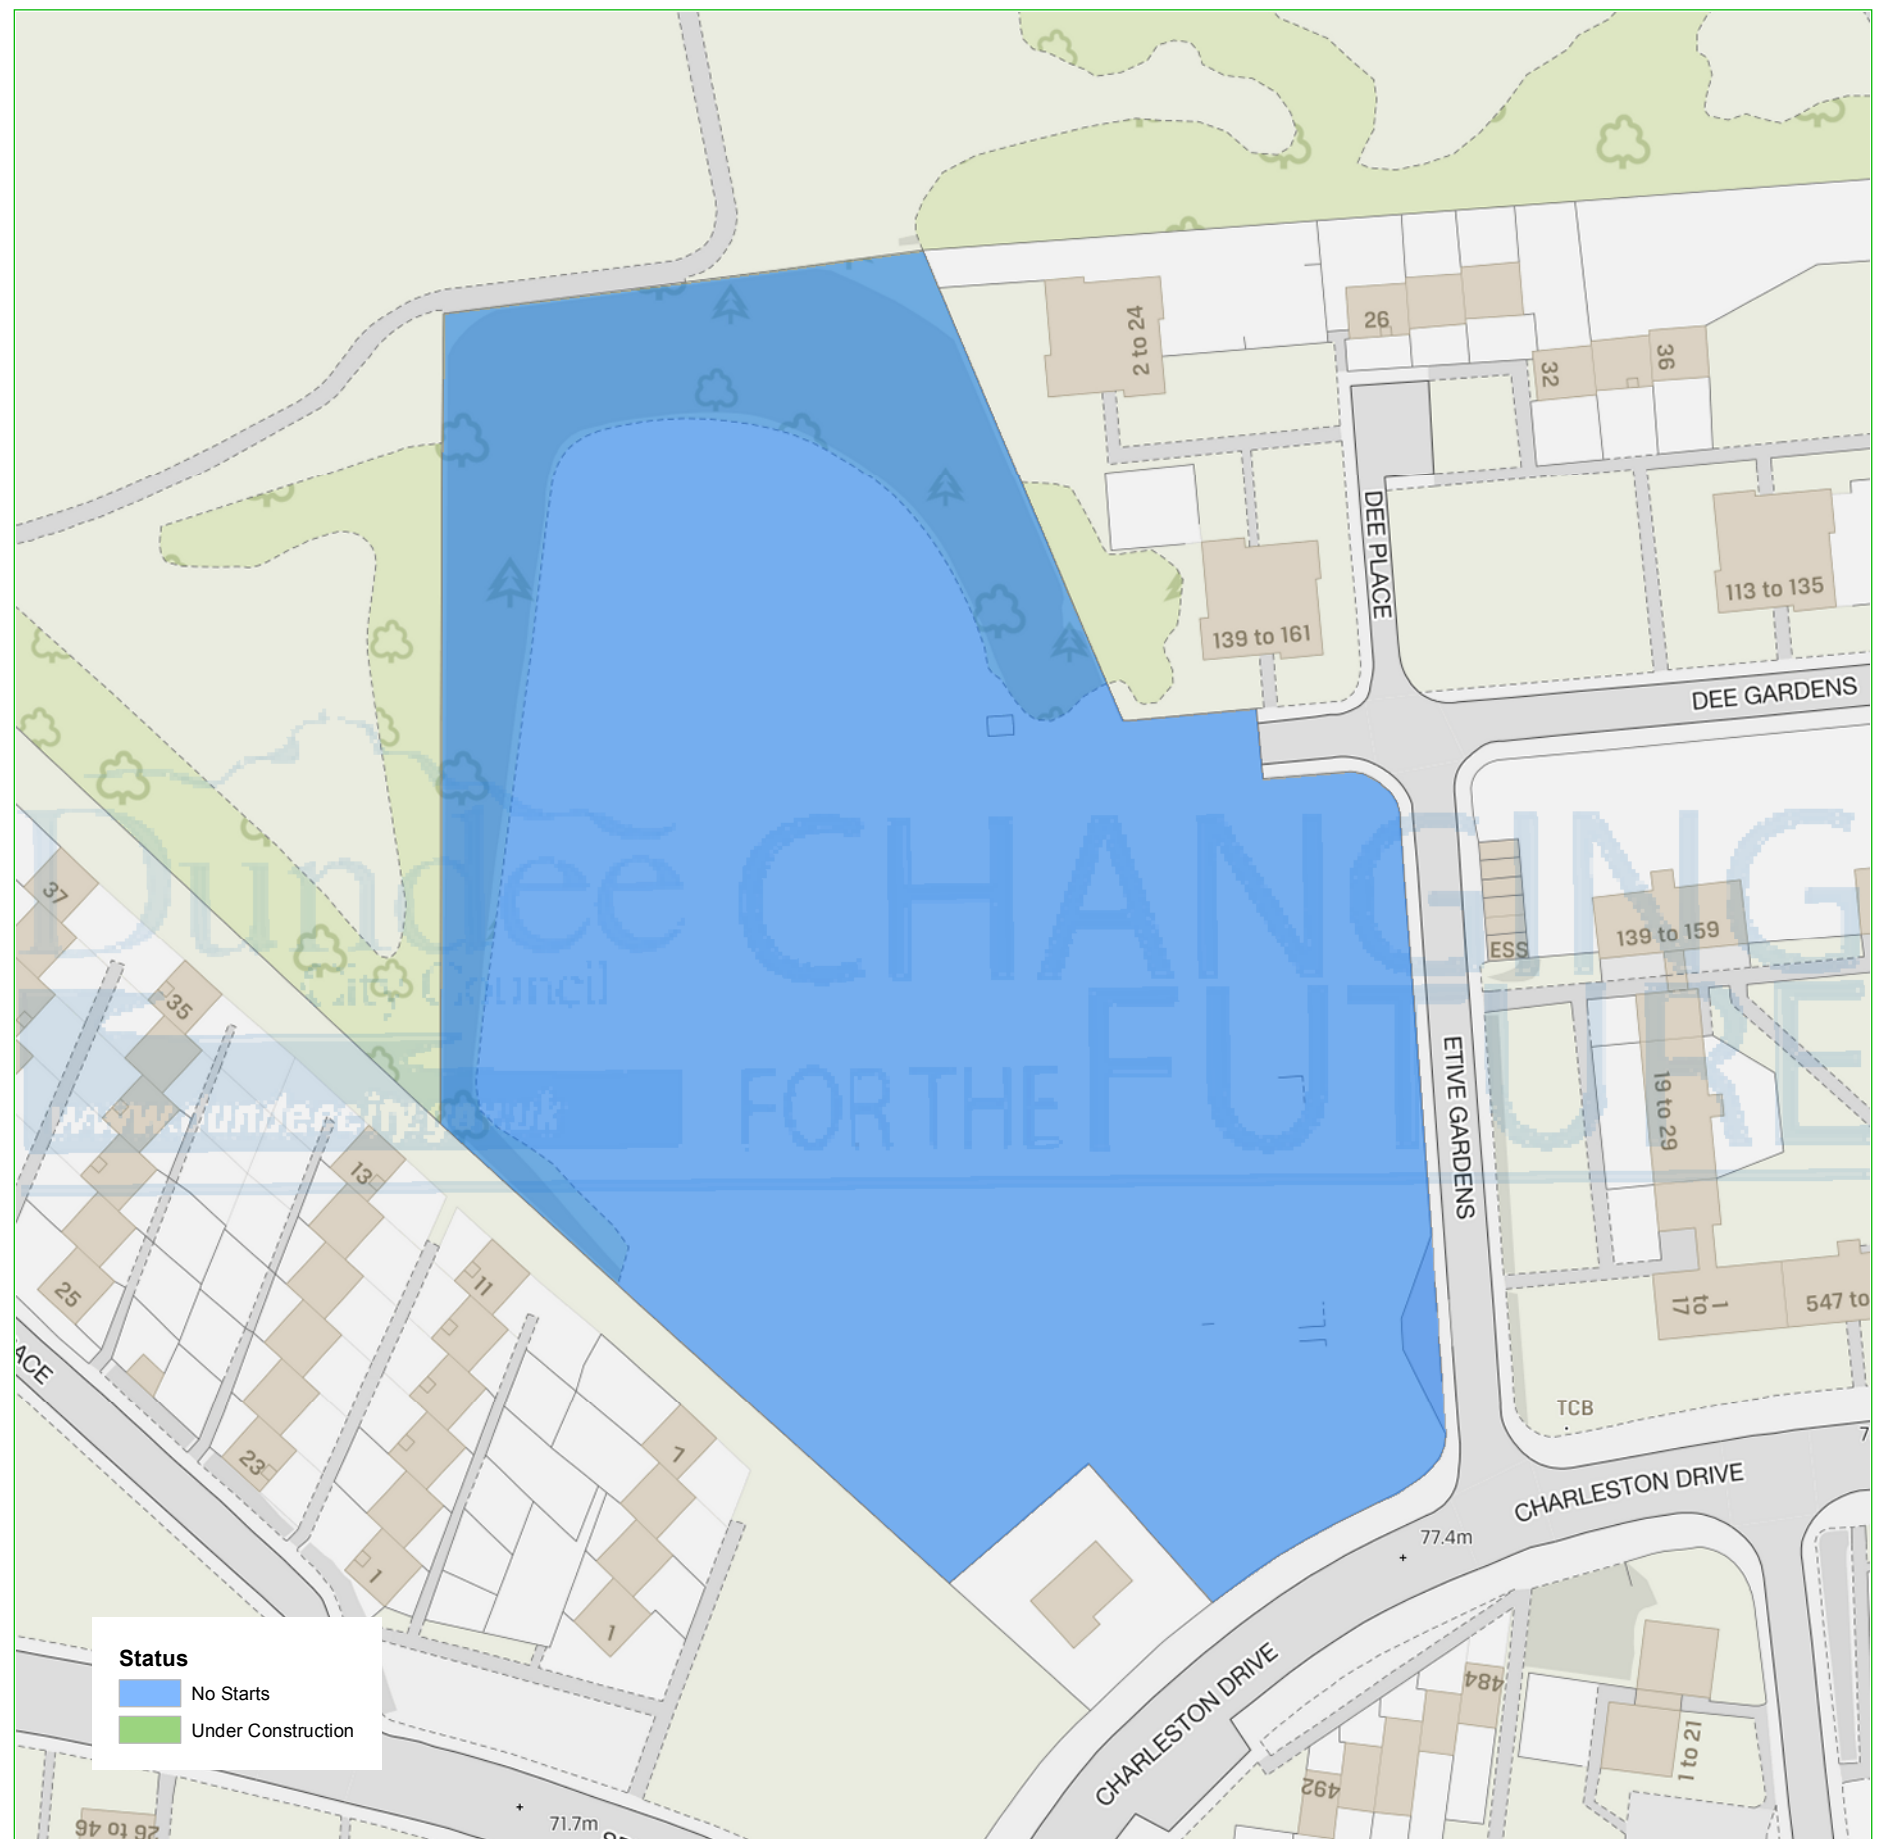 2 to 24
26
32
36
DEE PLACE
139 to 161
113 to 135
DEE GARDENS
Dundee
City Council
CHANGING
FOR THE
FUTURE
www.dundeecity.gov.uk
37
35
ESS
139 to 159
19 to 29
ETIVE GARDENS
13
11
25
23
7
1
1
1
to
17
547 to
TCB
CHARLESTON DRIVE
77.4m
CHARLESTON DRIVE
484
492
1 to 21
ACE
Status
No Starts
Under Construction
71.7m
26 to 46
7